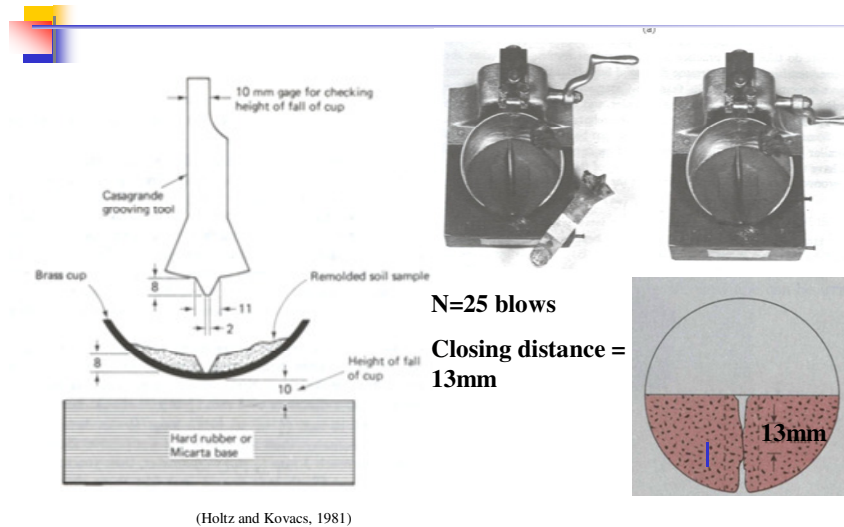 10 mm gage for checking
height of fall of cup
Casagrande
grooving tool
Brass cup
8
Remolded soil sample
11
2
8
Height of fall
of cup
10
Hard rubber or
Micarta base
(Holtz and Kovacs, 1981)
N=25 blows
Closing distance =
13mm
13mm